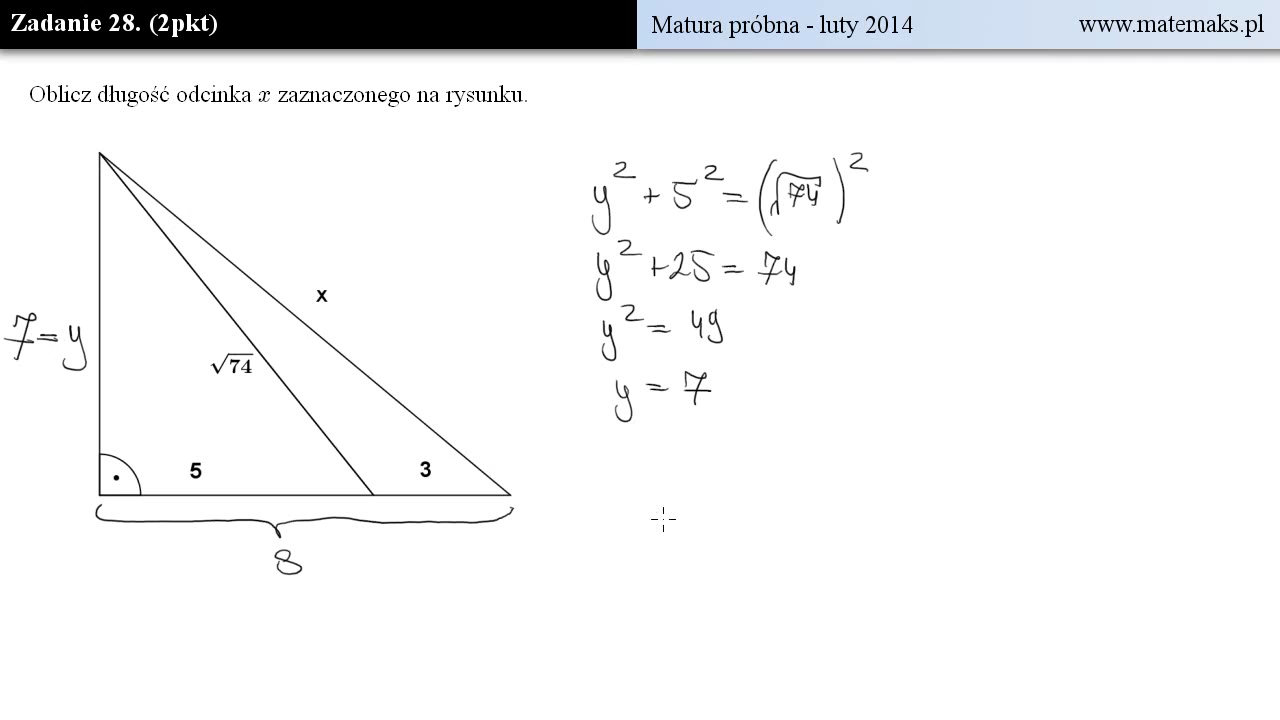 Zadanie 28. (2pkt)
Matura próbna - luty 2014
www.matemaks.pl
Oblicz długość odcinka x zaznaczonego na rysunku.
x
7=y
√74
5
3
8
y²+5²=(√74)²
y²+25=74
y²=49
y=7